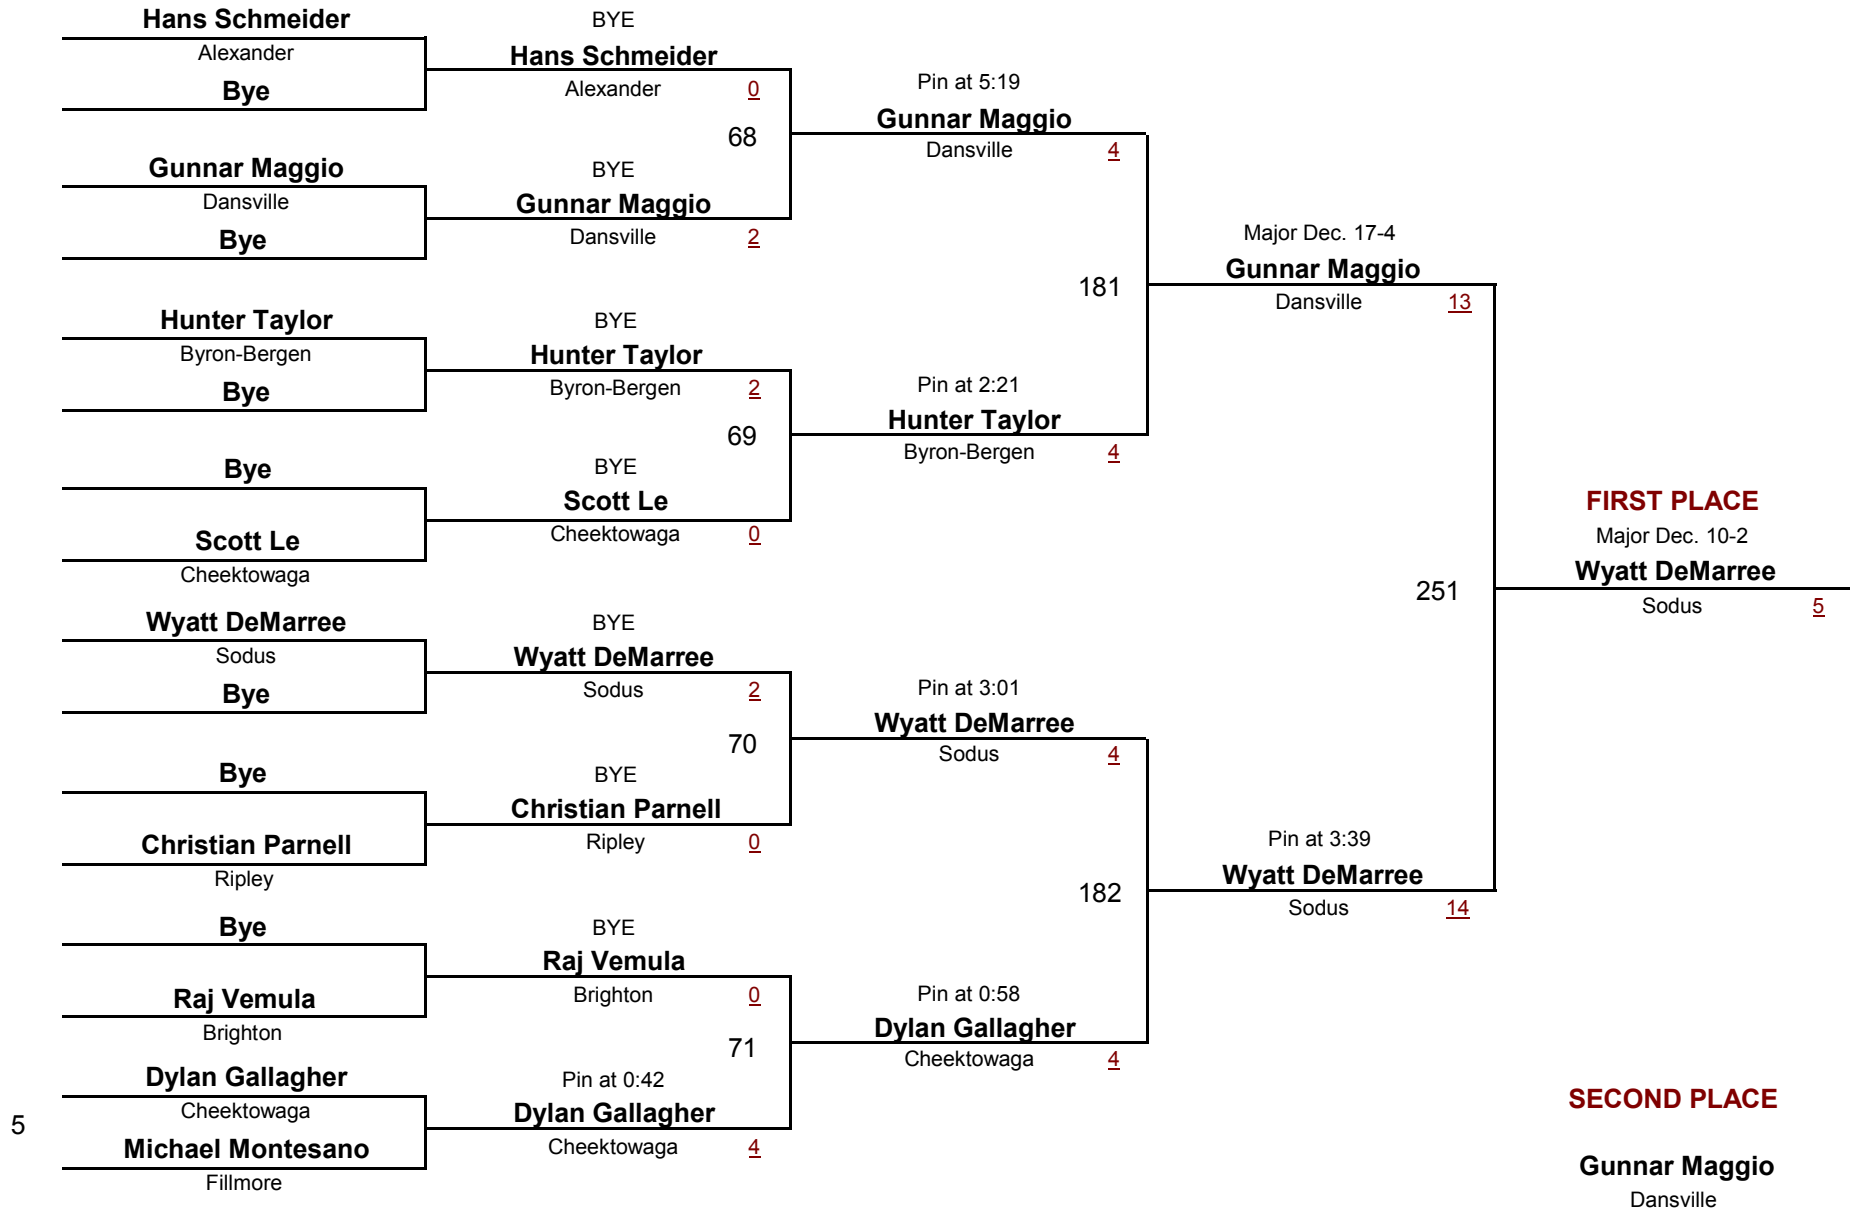 Hans Schmeider
Alexander
Bye
Gunnar Maggio
Dansville
Bye
Hunter Taylor
Byron-Bergen
Bye
Bye
Scott Le
Cheektowaga
Wyatt DeMarree
Sodus
Bye
Bye
Christian Parnell
Ripley
Bye
Raj Vemula
Brighton
5
Dylan Gallagher
Cheektowaga
Michael Montesano
Fillmore
BYE
Hans Schmeider
Alexander 0
68
BYE
Gunnar Maggio
Dansville 2
BYE
Hunter Taylor
Byron-Bergen 2
69
BYE
Scott Le
Cheektowaga 0
BYE
Wyatt DeMarree
Sodus 2
70
BYE
Christian Parnell
Ripley 0
BYE
Raj Vemula
Brighton 0
71
Pin at 0:42
Dylan Gallagher
Cheektowaga 4
Pin at 5:19
Gunnar Maggio
Dansville 4
181
Pin at 2:21
Hunter Taylor
Byron-Bergen 4
Pin at 3:01
Wyatt DeMarree
Sodus 4
182
Pin at 0:58
Dylan Gallagher
Cheektowaga 4
Major Dec. 17-4
Gunnar Maggio
Dansville 13
251
Pin at 3:39
Wyatt DeMarree
Sodus 14
FIRST PLACE
Major Dec. 10-2
Wyatt DeMarree
Sodus 5
SECOND PLACE
Gunnar Maggio
Dansville